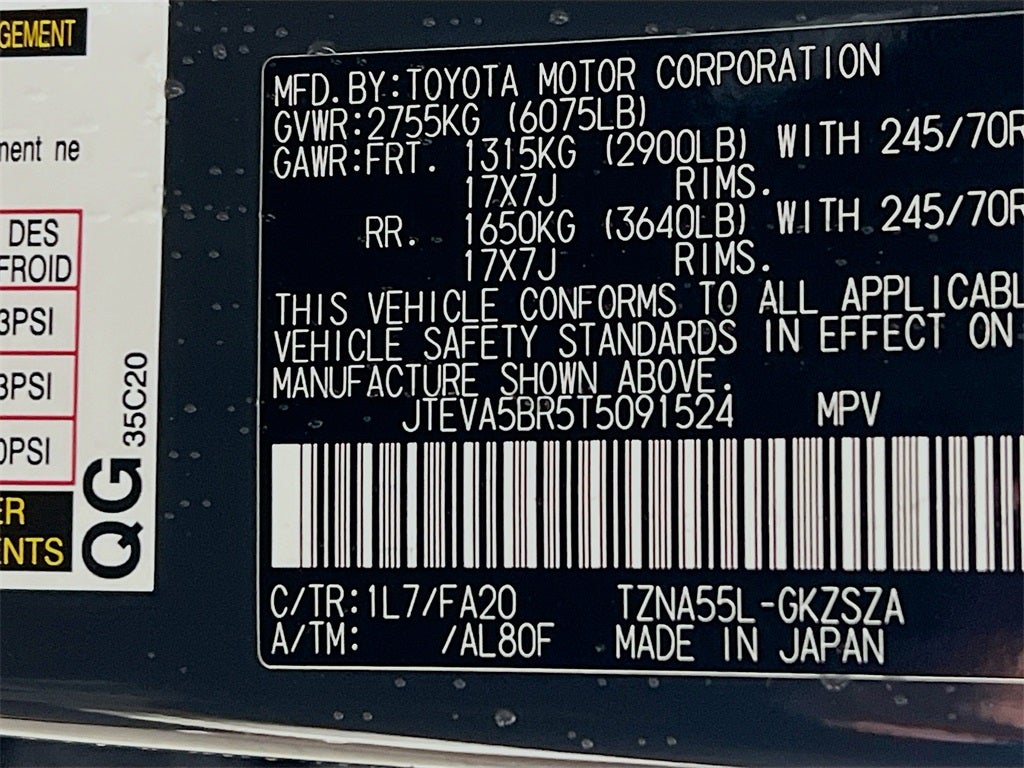 GEMENT
ment ne
DES
FROID
3PSI
3PSI
0PSI
ER
ENTS
QG 35C20
MFD.BY:TOYOTA MOTOR CORPORATION
GVWR:2755KG (6075LB)
GAWR:FRT. 1315KG (2900LB) WITH 245/70R
17X7J RIMS.
RR. 1650KG (3640LB) WITH 245/70R
17X7J RIMS.
THIS VEHICLE CONFORMS TO ALL APPLICABL
VEHICLE SAFETY STANDARDS IN EFFECT ON
MANUFACTURE SHOWN ABOVE.
JTEVA5BR5T5091524 MPV
C/TR:1L7/FA20 TZNA55L-GKZSZA
A/TM: /AL80F MADE IN JAPAN